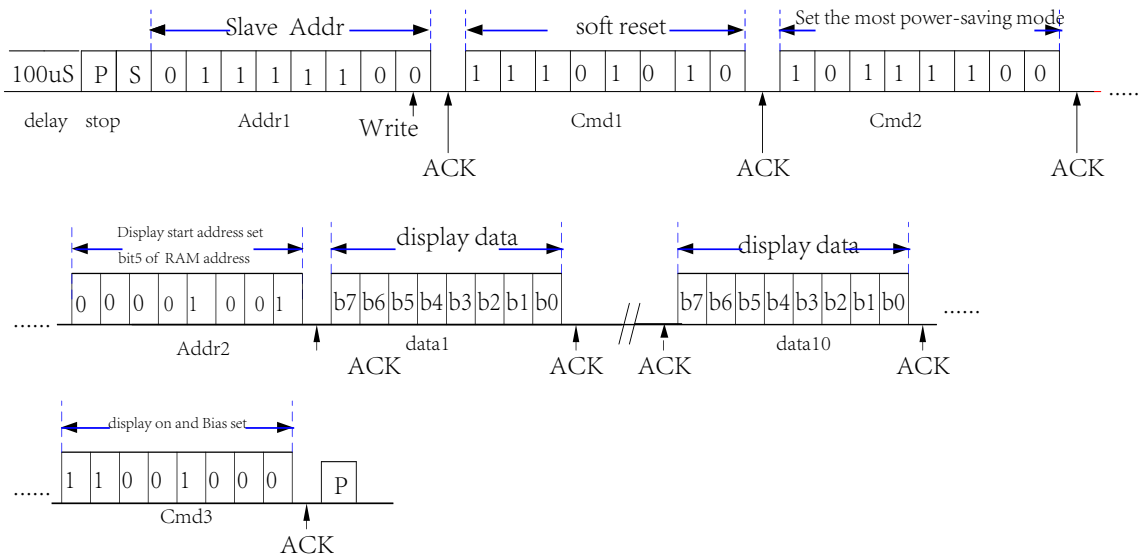 Slave Addr soft reset Set the most power-saving mode
100uS P S 0 1 1 1 1 1 0 0 1 1 1 0 1 0 1 0 1 0 1 1 1 1 0 0
delay stop Addr1 Write Cmd1 Cmd2 .....
ACK ACK ACK
Display start address set
bit5 of RAM address
display data display data
0 0 0 0 1 0 0 1 b7 b6 b5 b4 b3 b2 b1 b0 b7 b6 b5 b4 b3 b2 b1 b0
...... Addr2 ACK data1 // ACK ACK data10 ACK ......
display on and Bias set
1 1 0 0 1 0 0 0 P
...... Cmd3
ACK